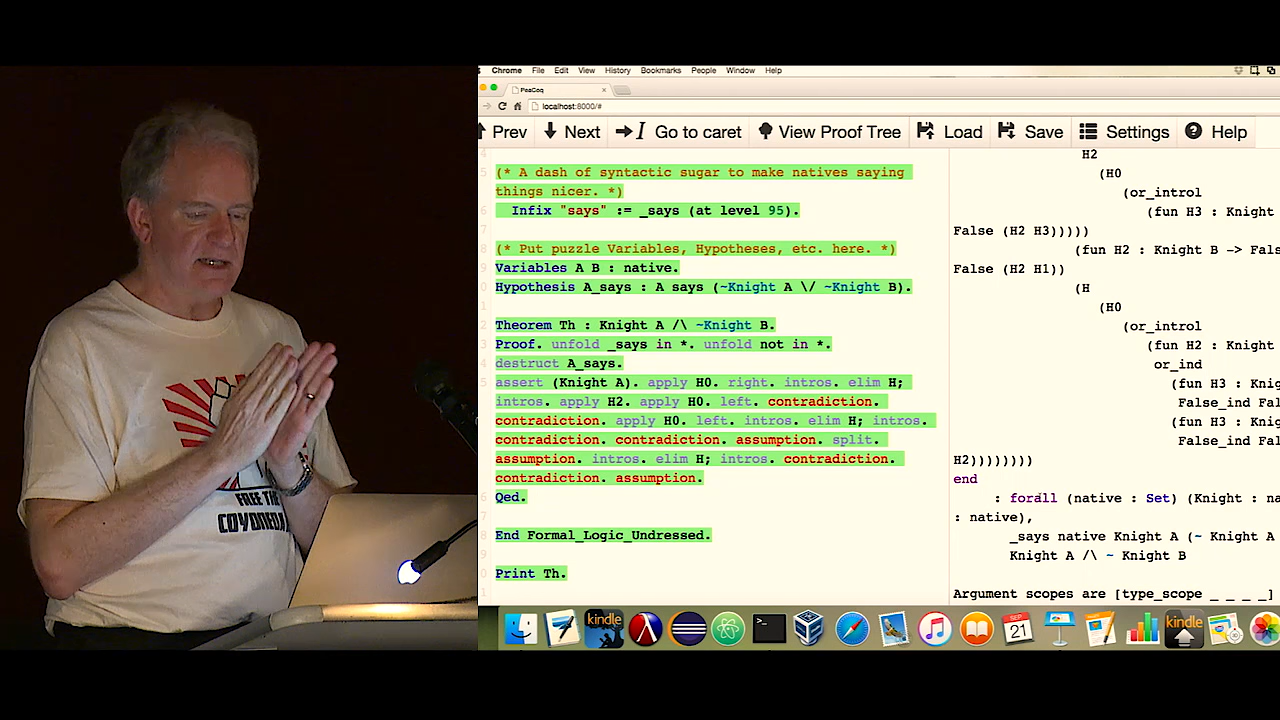 Chrome File Edit View History Bookmarks People Window Help
PeaCoq
localhost:8000/#
Prev Next Go to caret View Proof Tree Load Save Settings Help
(* A dash of syntactic sugar to make natives saying
things nicer. *)
Infix "says" := _says (at level 95).
(* Put puzzle Variables, Hypotheses, etc. here. *)
Variables A B : native.
Hypothesis A_says : A says (~Knight A \/ ~Knight B).
Theorem Th : Knight A /\ ~Knight B.
Proof. unfold _says in *. unfold not in *.
destruct A_says.
assert (Knight A). apply H0. right. intros. elim H;
intros. apply H2. apply H0. left. contradiction.
contradiction. apply H0. left. intros. elim H; intros.
contradiction. contradiction. assumption. split.
assumption. intros. elim H; intros. contradiction.
contradiction. assumption.
Qed.
End Formal_Logic_Undressed.
Print Th.
H2
(H0
(or_introl
(fun H3 : Knight
False (H2 H3)))))
(fun H2 : Knight B -> Fals
False (H2 H1))
(H
(H0
(or_introl
(fun H2 : Knight
or_ind
(fun H3 : Knig
False_ind Fal
(fun H3 : Knig
False_ind Fal
H2))))))))
end
: forall (native : Set) (Knight : na
: native),
_says native Knight A (~ Knight A
Knight A /\ ~ Knight B
Argument scopes are [type_scope _ _ _ _]
kindle
SEP
21
kindle
FREE THE
COYONEDA